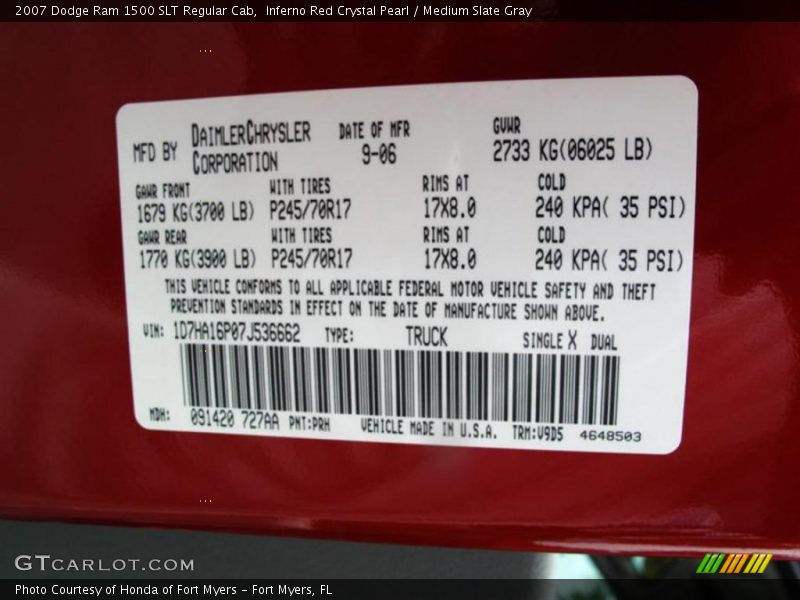 2007 Dodge Ram 1500 SLT Regular Cab,  Inferno Red Crystal Pearl / Medium Slate Gray
MFD BY DAIMLERCHRYSLER CORPORATION DATE OF MFR 9-06 GVWR 2733 KG(06025 LB)
GAWR FRONT WITH TIRES RIMS AT COLD
1679 KG(3700 LB) P245/70R17 17X8.0 240 KPA( 35 PSI)
GAWR REAR WITH TIRES RIMS AT COLD
1770 KG(3900 LB) P245/70R17 17X8.0 240 KPA( 35 PSI)
THIS VEHICLE CONFORMS TO ALL APPLICABLE FEDERAL MOTOR VEHICLE SAFETY AND THEFT
PREVENTION STANDARDS IN EFFECT ON THE DATE OF MANUFACTURE SHOWN ABOVE.
VIN: 1D7HA16P07J536662 TYPE: TRUCK SINGLE X DUAL
MDH: 091420 727AA PNT:PRH VEHICLE MADE IN U.S.A. TRM:V9D5 4648503
GTCARLOT.COM
Photo Courtesy of Honda of Fort Myers - Fort Myers, FL